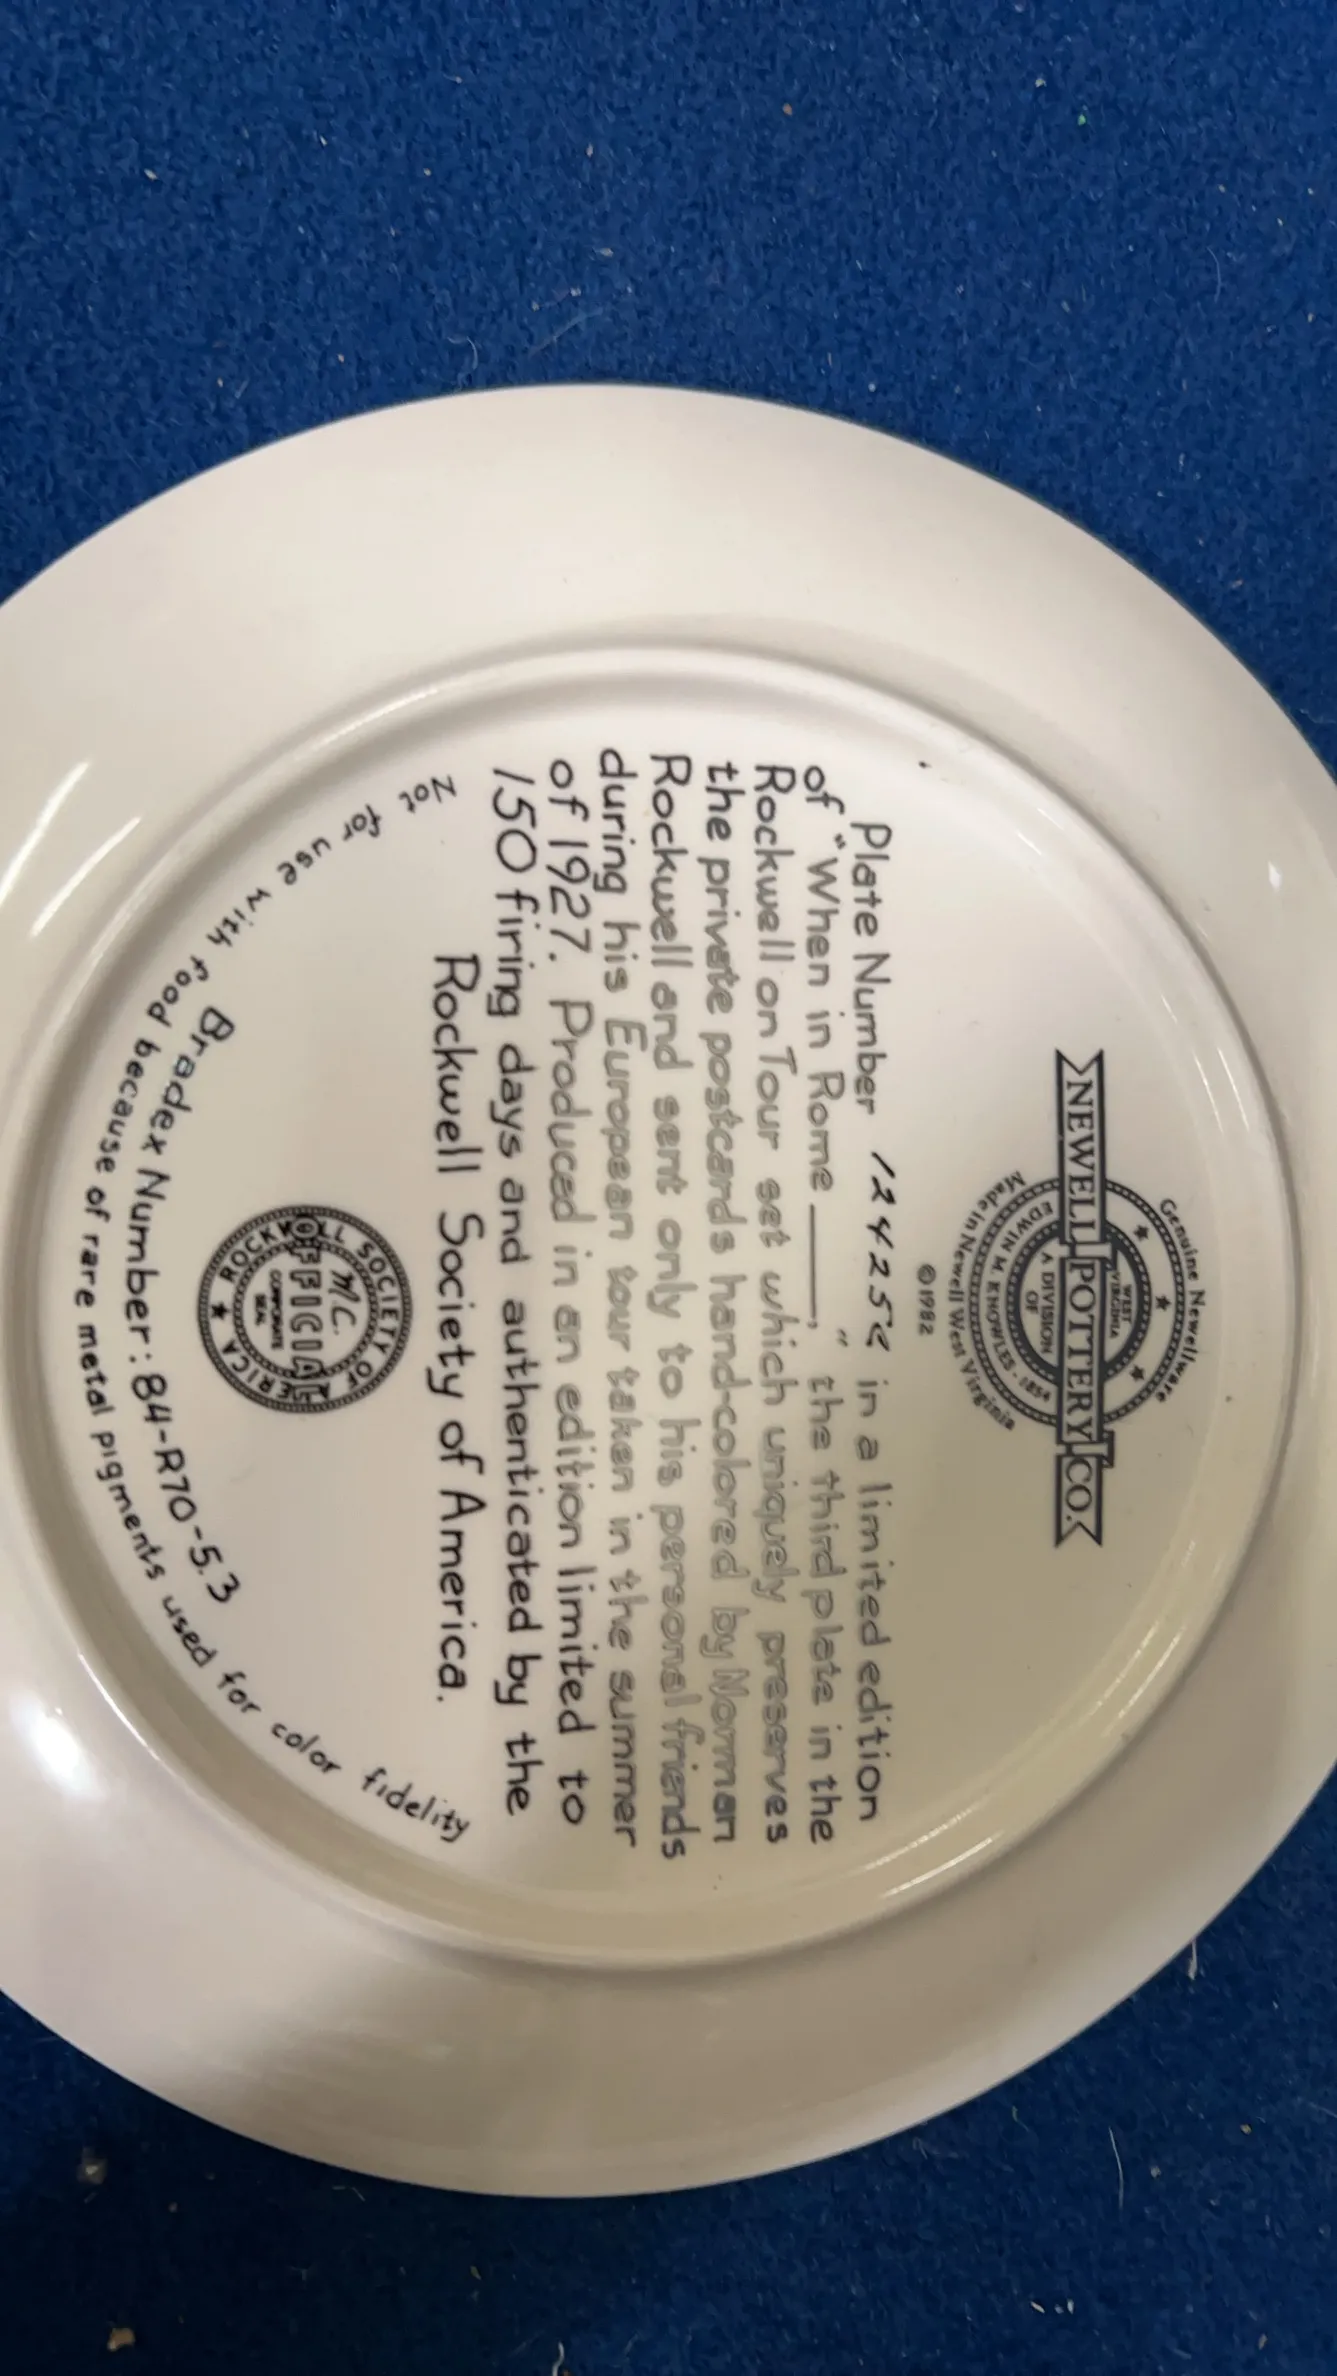 Genuine Newellware
WEST VIRGINIA
NEWELL POTTERY CO.
A DIVISION OF
EDWIN M KNOWLES - 1854
Made in Newell West Virginia
©1982
Plate Number in a limited edition
of "When in Rome ____," the third plate in the
Rockwell on Tour set which uniquely preserves
the private postcards hand-colored by Norman
Rockwell and sent only to his personal friends
during his European tour taken in the summer
of 1927. Produced in an edition limited to
150 firing days and authenticated by the
Rockwell Society of America.
ROCKWELL SOCIETY OF AMERICA
M/C.
OFFICIAL
CORPORATE
SEAL
Bradex Number: 84-R70-5.3
Not for use with food because of rare metal pigments used for color fidelity